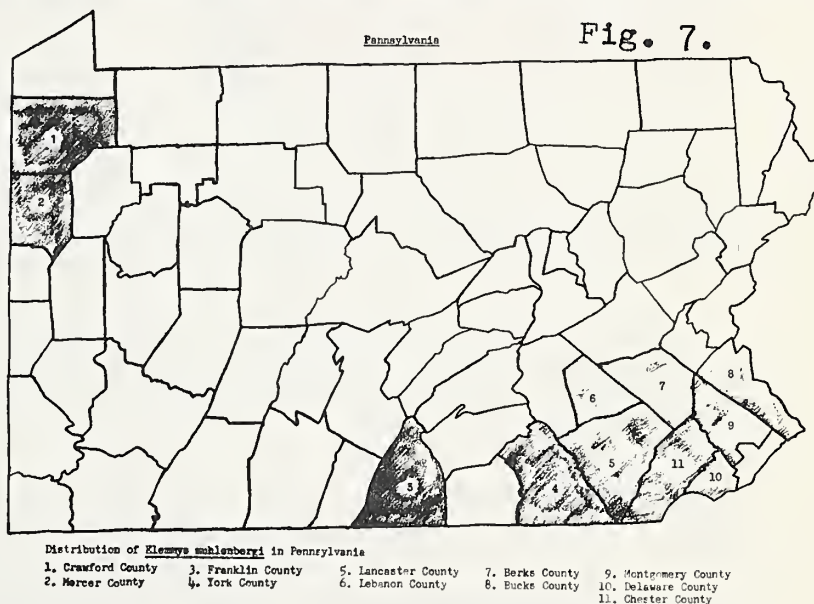 Pennsylvania
Fig. 7.
1
2
8
7
6
9
5
11
10
3
4
Distribution of Klemmys muhlenbergi in Pennsylvania
1. Crawford County 3. Franklin County 5. Lancaster County 7. Berks County 9. Montgomery County
2. Mercer County 4. York County 6. Lebanon County 8. Bucks County 10. Delaware County
11. Chester County